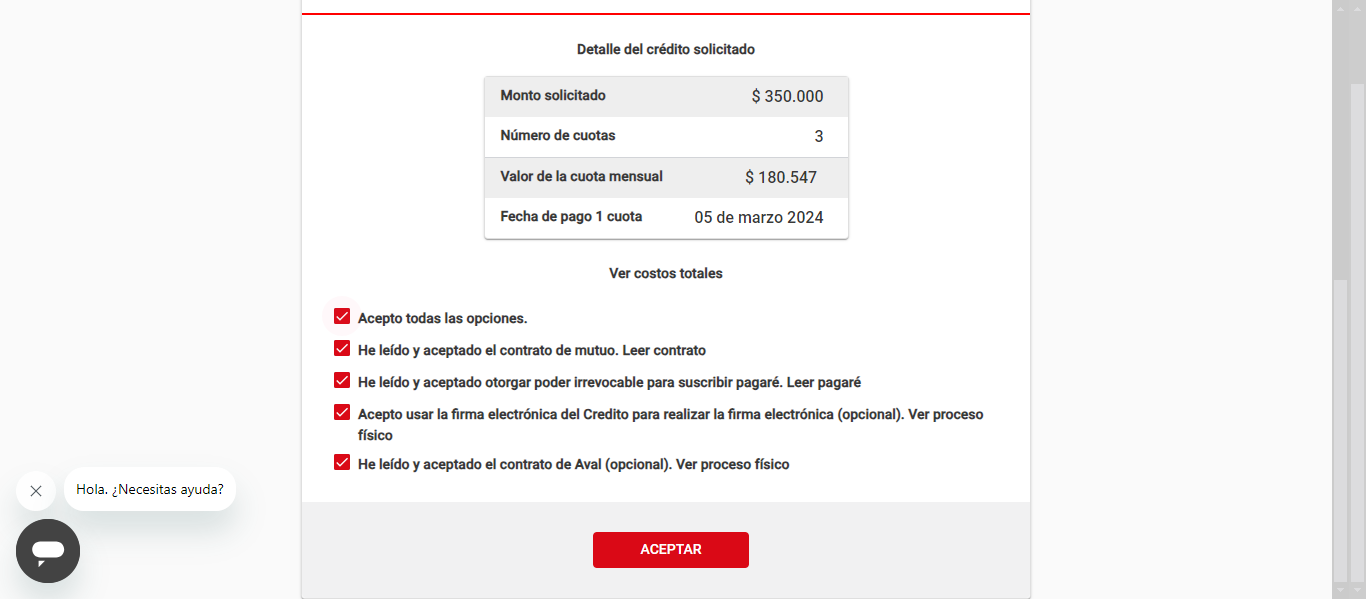 Detalle del crédito solicitado
Monto solicitado $ 350.000
Número de cuotas 3
Valor de la cuota mensual $ 180.547
Fecha de pago 1 cuota 05 de marzo 2024
Ver costos totales
Acepto todas las opciones.
He leído y aceptado el contrato de mutuo. Leer contrato
He leído y aceptado otorgar poder irrevocable para suscribir pagaré. Leer pagaré
Acepto usar la firma electrónica del Credito para realizar la firma electrónica (opcional). Ver proceso
físico
He leído y aceptado el contrato de Aval (opcional). Ver proceso físico
Hola. ¿Necesitas ayuda?
ACEPTAR